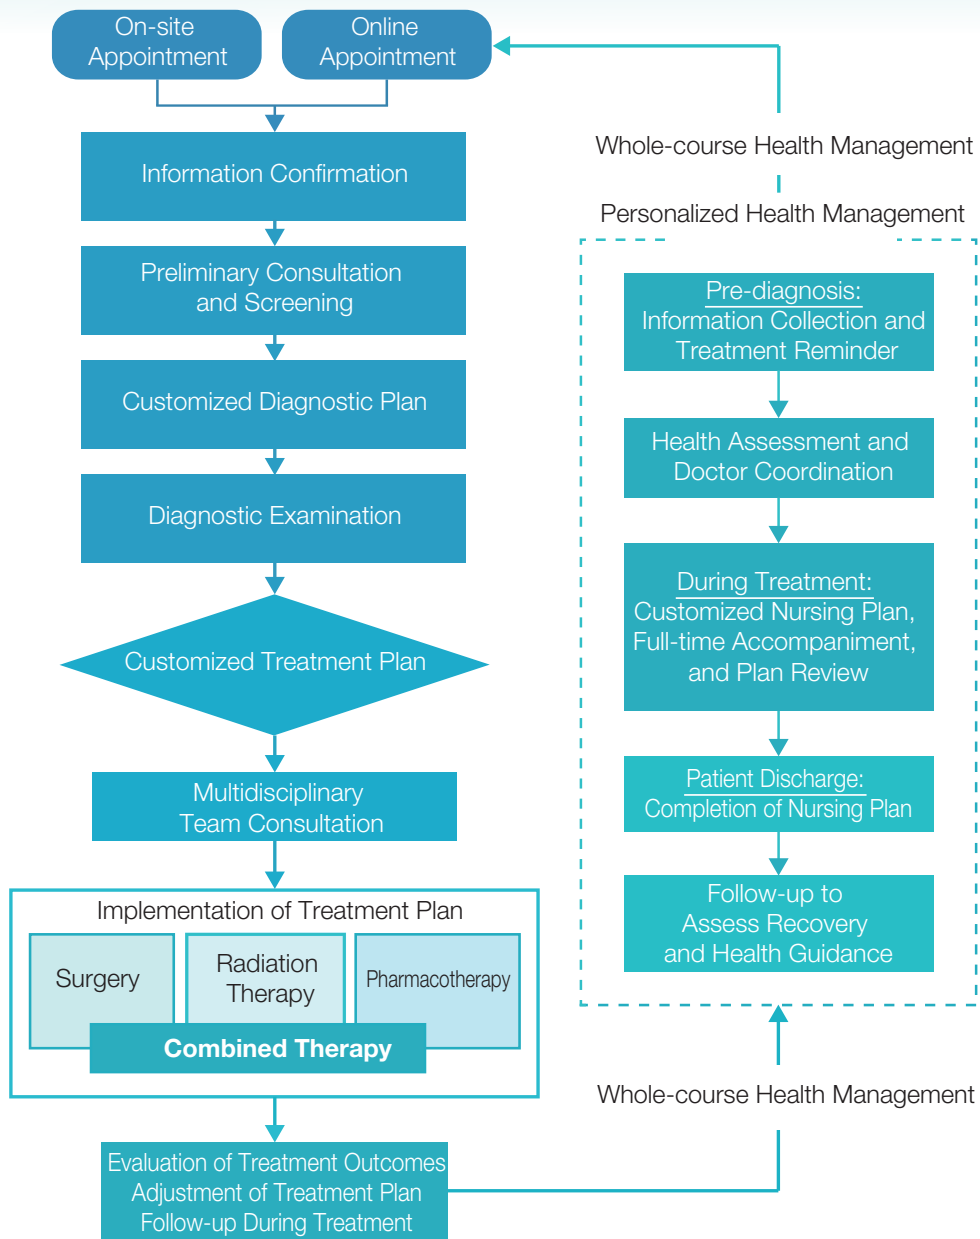 On-site
Appointment
Online
Appointment
Information Confirmation
Preliminary Consultation
and Screening
Customized Diagnostic Plan
Diagnostic Examination
Customized Treatment Plan
Multidisciplinary
Team Consultation
Implementation of Treatment Plan
Surgery
Radiation
Therapy
Pharmacotherapy
Combined Therapy
Evaluation of Treatment Outcomes
Adjustment of Treatment Plan
Follow-up During Treatment
Whole-course Health Management
Personalized Health Management
Pre-diagnosis:
Information Collection and
Treatment Reminder
Health Assessment and
Doctor Coordination
During Treatment:
Customized Nursing Plan,
Full-time Accompaniment,
and Plan Review
Patient Discharge:
Completion of Nursing Plan
Follow-up to
Assess Recovery
and Health Guidance
Whole-course Health Management